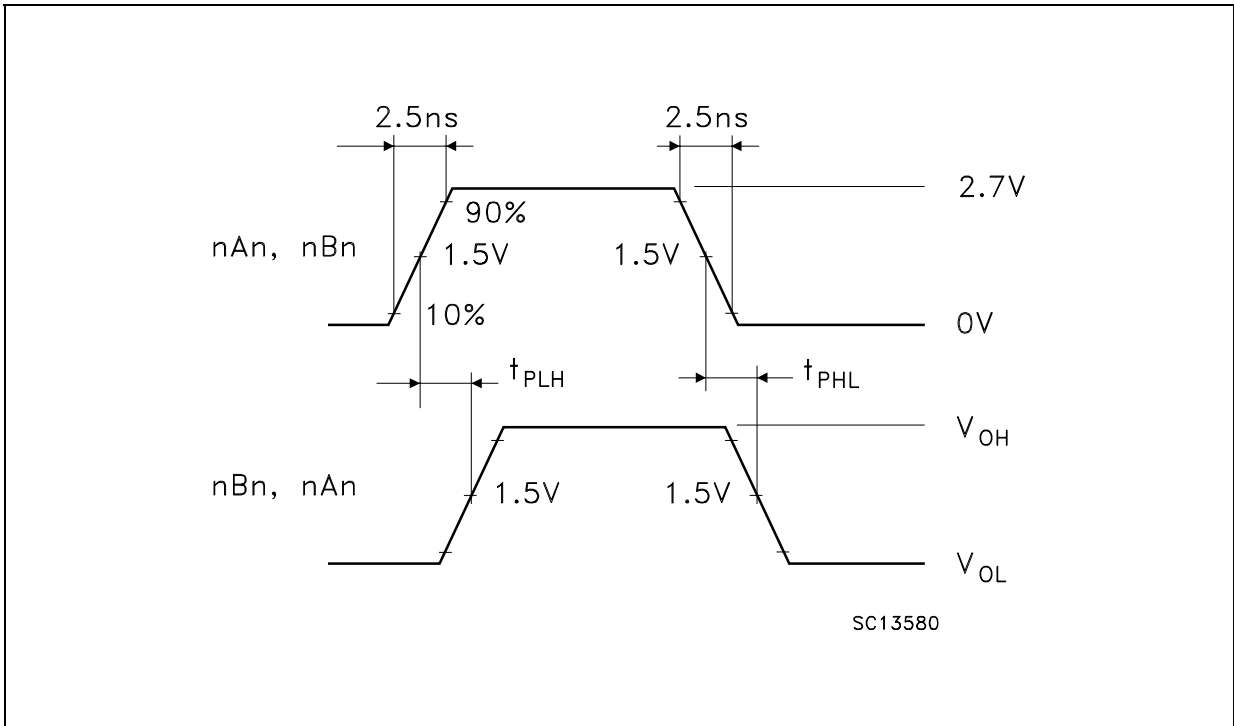 2.5ns 2.5ns
2.7V
90%
nAn, nBn 1.5V 1.5V
10%
0V
tPLH tPHL
VOH
nBn, nAn 1.5V 1.5V
VOL
SC13580